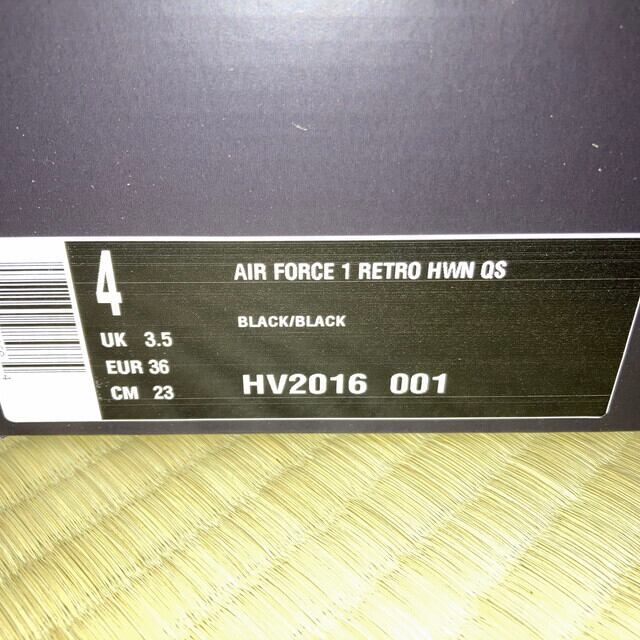 4
AIR FORCE 1 RETRO HWN QS
BLACK/BLACK
UK 3.5
EUR 36
CM 23
HV2016 001